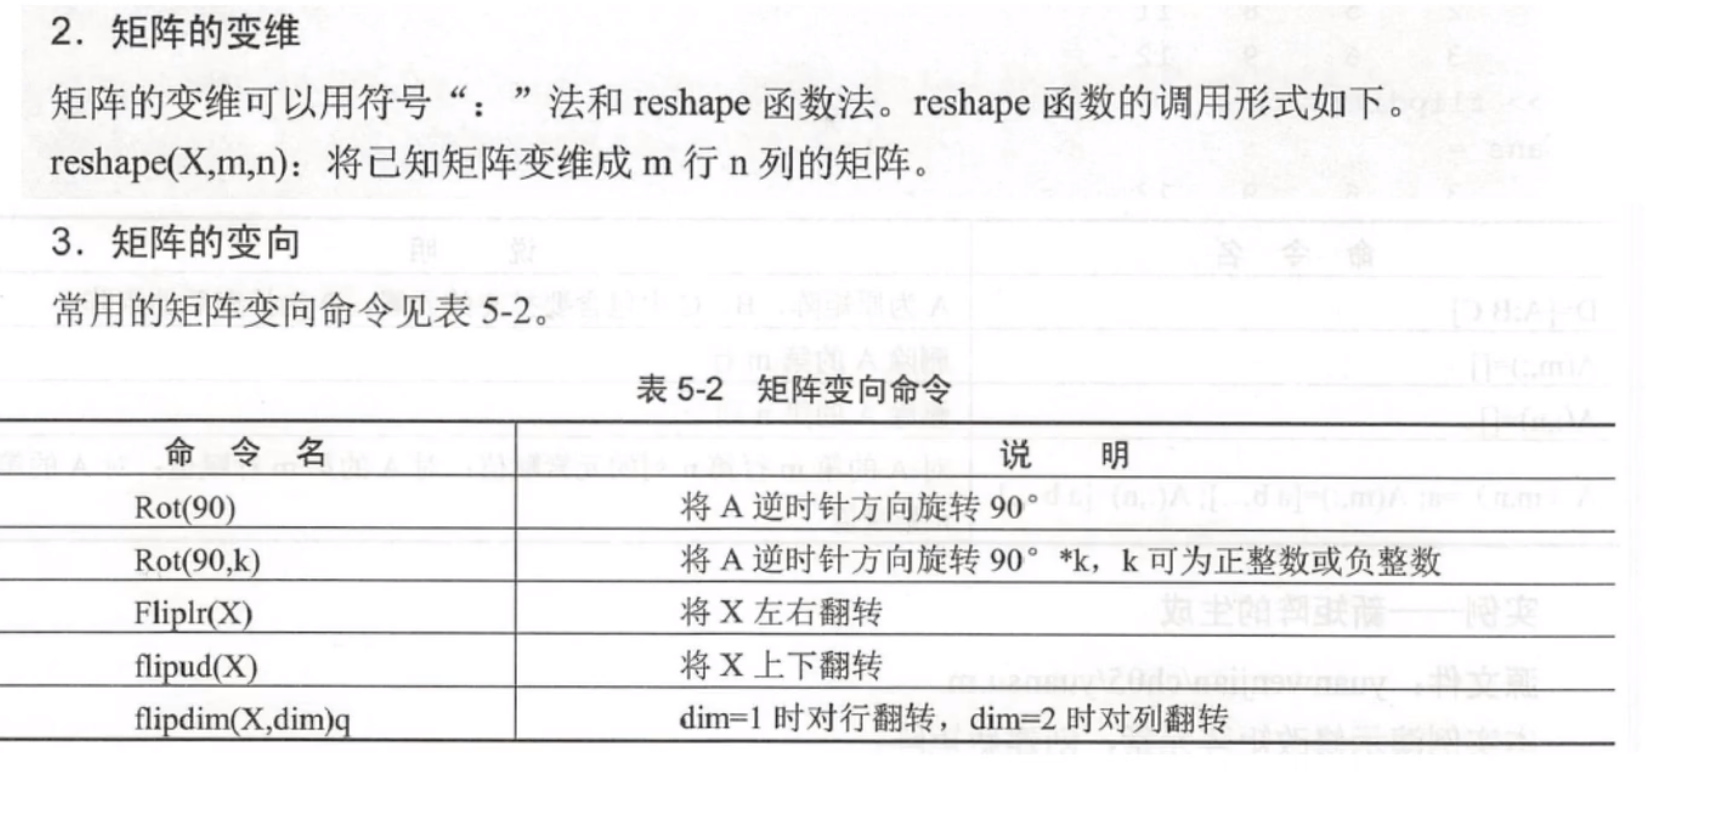 2. 矩阵的变维
矩阵的变维可以用符号“：”法和 reshape 函数法。reshape 函数的调用形式如下。
reshape(X,m,n)：将已知矩阵变维成 m 行 n 列的矩阵。
3. 矩阵的变向
常用的矩阵变向命令见表 5-2。
表 5-2 矩阵变向命令
命 令 名 说 明
Rot(90) 将 A 逆时针方向旋转 90°
Rot(90,k) 将 A 逆时针方向旋转 90° *k，k 可为正整数或负整数
Fliplr(X) 将 X 左右翻转
flipud(X) 将 X 上下翻转
flipdim(X,dim)q dim=1 时对行翻转，dim=2 时对列翻转